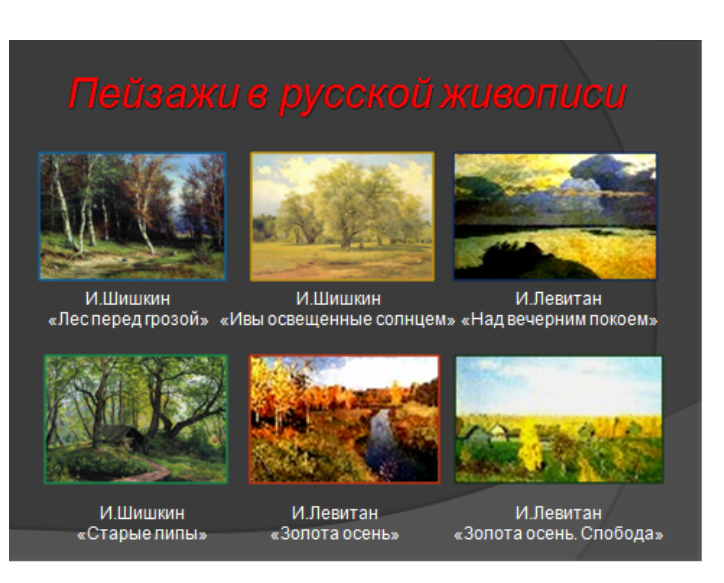 Пейзажи в русской живописи
И.Шишкин
«Лес перед грозой»
И.Шишкин
«Ивы освещенные солнцем»
И.Левитан
«Над вечерним покоем»
И.Шишкин
«Старые липы»
И.Левитан
«Золота осень»
И.Левитан
«Золота осень. Слобода»